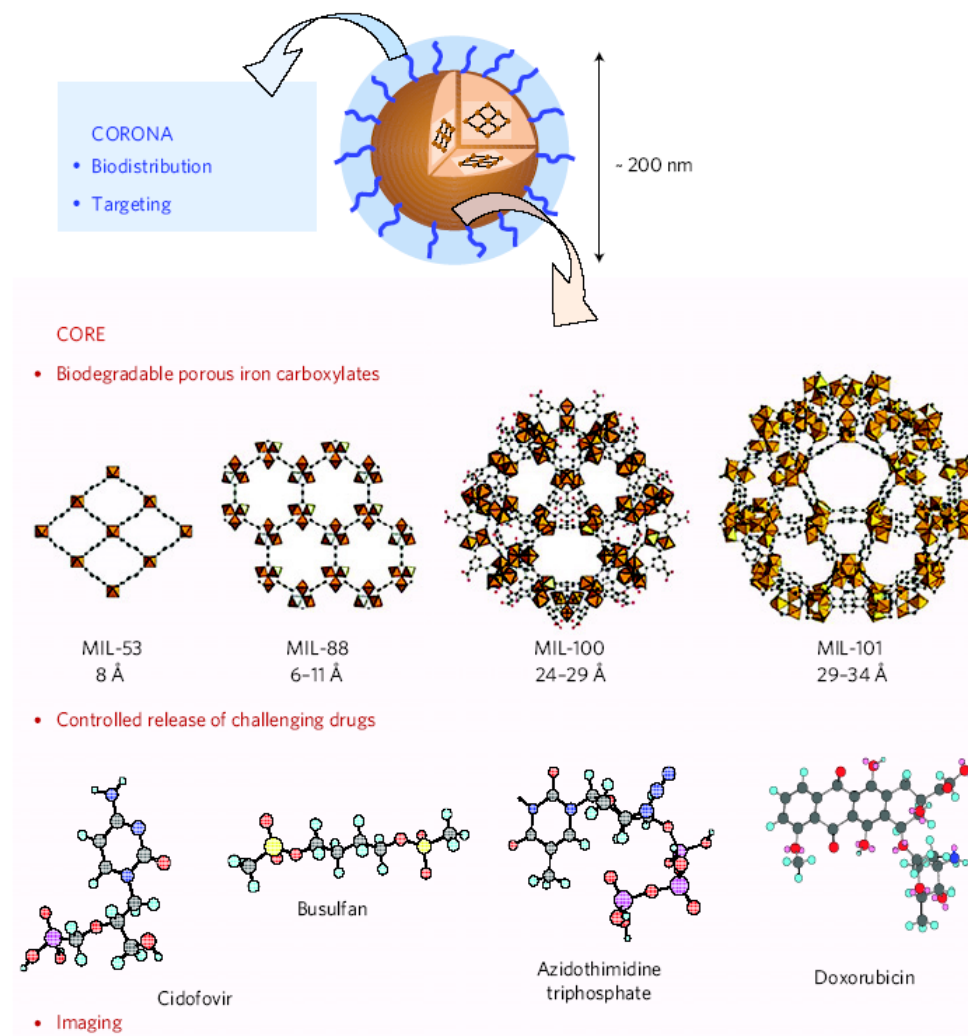 CORONA
• Biodistribution
• Targeting
~ 200 nm
CORE
• Biodegradable porous iron carboxylates
MIL-53
8 Å
MIL-88
6–11 Å
MIL-100
24–29 Å
MIL-101
29–34 Å
• Controlled release of challenging drugs
Cidofovir
Busulfan
Azidothimidine
triphosphate
Doxorubicin
• Imaging